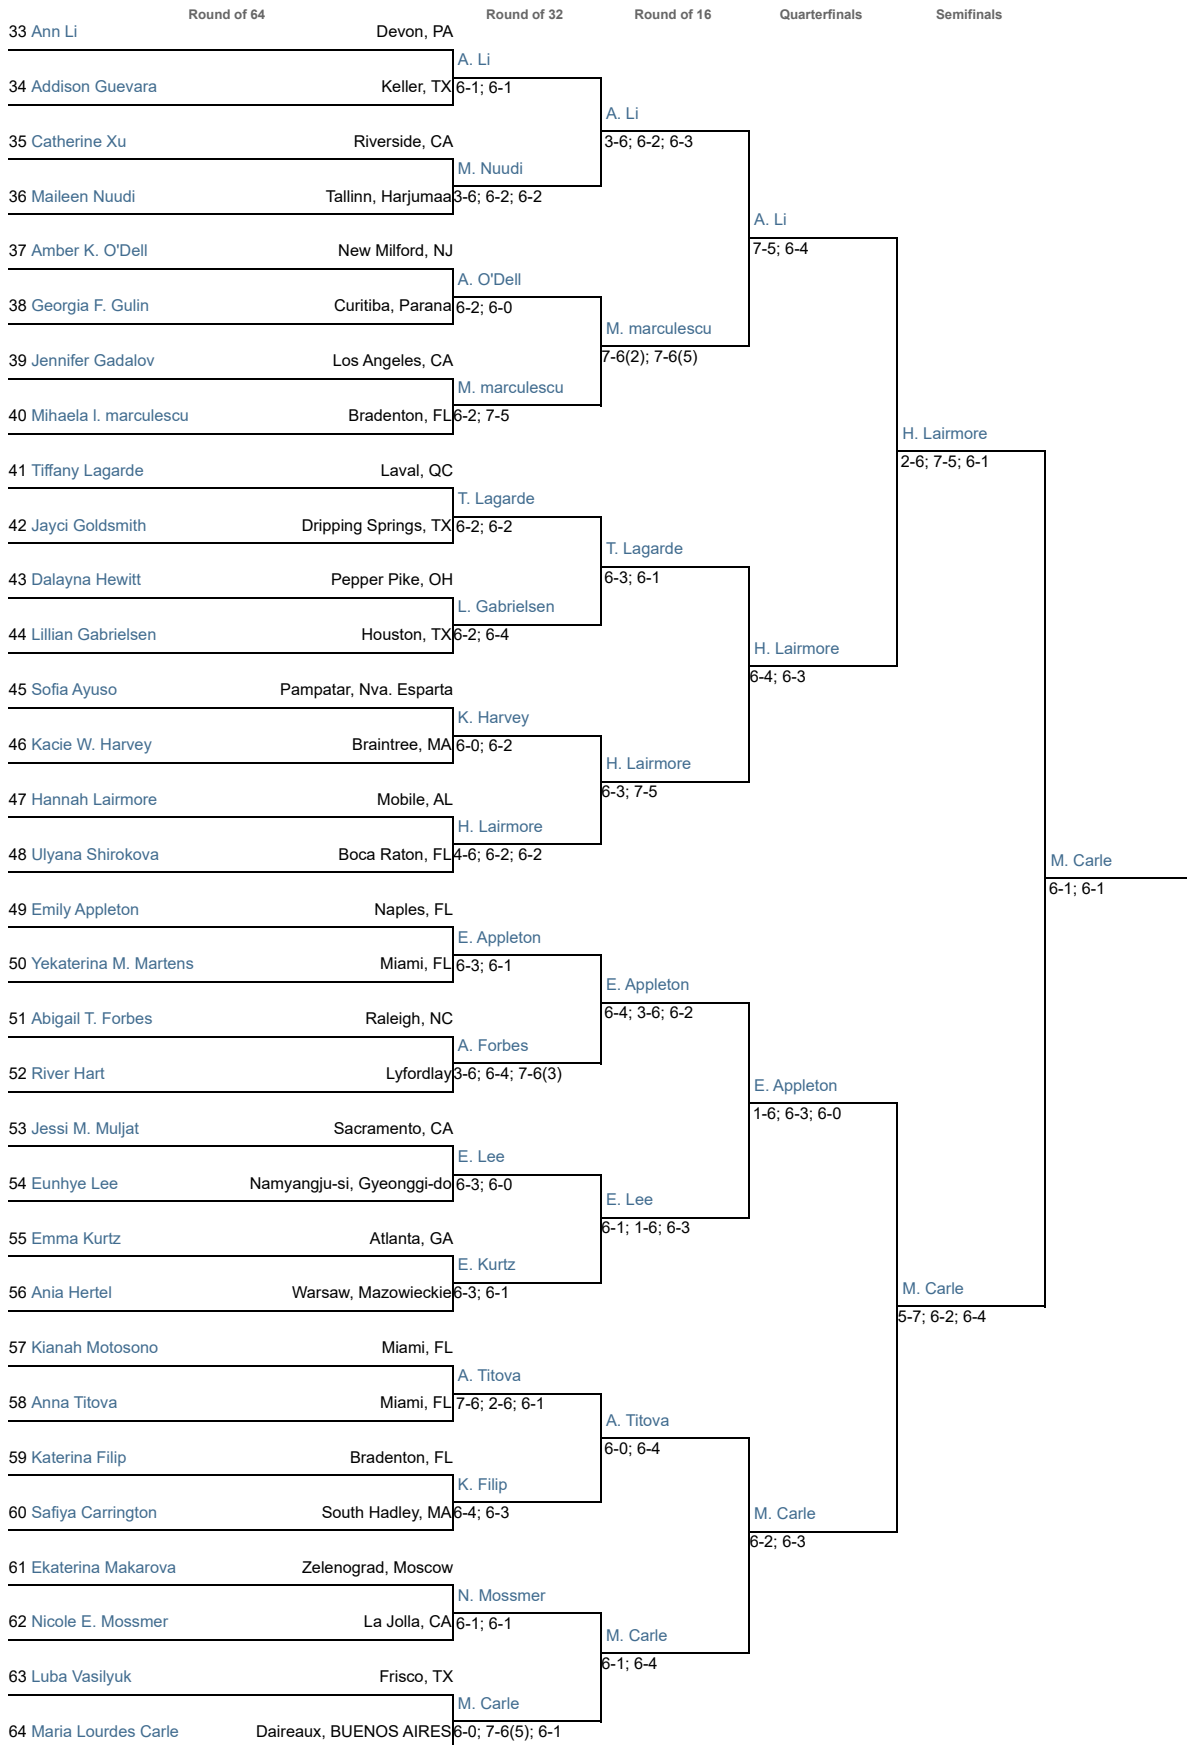 Round of 64 Round of 32 Round of 16 Quarterfinals Semifinals
33 Ann Li Devon, PA
A. Li
34 Addison Guevara Keller, TX 6-1; 6-1
A. Li
35 Catherine Xu Riverside, CA 3-6; 6-2; 6-3
M. Nuudi
36 Maileen Nuudi Tallinn, Harjumaa 3-6; 6-2; 6-2
A. Li
37 Amber K. O'Dell New Milford, NJ 7-5; 6-4
A. O'Dell
38 Georgia F. Gulin Curitiba, Parana 6-2; 6-0
M. marculescu
39 Jennifer Gadalov Los Angeles, CA 7-6(2); 7-6(5)
M. marculescu
40 Mihaela I. marculescu Bradenton, FL 6-2; 7-5
H. Lairmore
41 Tiffany Lagarde Laval, QC 2-6; 7-5; 6-1
T. Lagarde
42 Jayci Goldsmith Dripping Springs, TX 6-2; 6-2
T. Lagarde
43 Dalayna Hewitt Pepper Pike, OH 6-3; 6-1
L. Gabrielsen
44 Lillian Gabrielsen Houston, TX 6-2; 6-4
H. Lairmore
6-4; 6-3
45 Sofia Ayuso Pampatar, Nva. Esparta
K. Harvey
46 Kacie W. Harvey Braintree, MA 6-0; 6-2
H. Lairmore
47 Hannah Lairmore Mobile, AL 6-3; 7-5
H. Lairmore
48 Ulyana Shirokova Boca Raton, FL 4-6; 6-2; 6-2
M. Carle
6-1; 6-1
49 Emily Appleton Naples, FL
E. Appleton
50 Yekaterina M. Martens Miami, FL 6-3; 6-1
E. Appleton
51 Abigail T. Forbes Raleigh, NC 6-4; 3-6; 6-2
A. Forbes
52 River Hart Lyfordlay 3-6; 6-4; 7-6(3)
E. Appleton
1-6; 6-3; 6-0
53 Jessi M. Muljat Sacramento, CA
E. Lee
54 Eunhye Lee Namyangju-si, Gyeonggi-do 6-3; 6-0
E. Lee
55 Emma Kurtz Atlanta, GA 6-1; 1-6; 6-3
E. Kurtz
56 Ania Hertel Warsaw, Mazowieckie 6-3; 6-1
M. Carle
5-7; 6-2; 6-4
57 Kianah Motosono Miami, FL
A. Titova
58 Anna Titova Miami, FL 7-6; 2-6; 6-1
A. Titova
59 Katerina Filip Bradenton, FL 6-0; 6-4
K. Filip
60 Safiya Carrington South Hadley, MA 6-4; 6-3
M. Carle
6-2; 6-3
61 Ekaterina Makarova Zelenograd, Moscow
N. Mossmer
62 Nicole E. Mossmer La Jolla, CA 6-1; 6-1
M. Carle
6-1; 6-4
63 Luba Vasilyuk Frisco, TX
M. Carle
64 Maria Lourdes Carle Daireaux, BUENOS AIRES 6-0; 7-6(5); 6-1